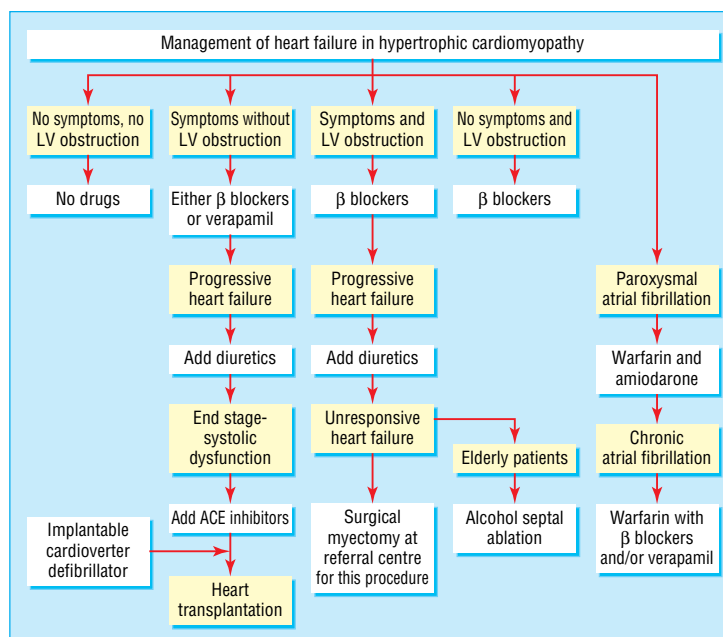 Management of heart failure in hypertrophic cardiomyopathy
No symptoms, no
LV obstruction
Symptoms without
LV obstruction
Symptoms and
LV obstruction
No symptoms and
LV obstruction
No drugs
Either β blockers
or verapamil
β blockers
β blockers
Progressive
heart failure
Progressive
heart failure
Paroxysmal
atrial fibrillation
Add diuretics
Add diuretics
Warfarin and
amiodarone
End stage-
systolic
dysfunction
Unresponsive
heart failure
Elderly patients
Chronic
atrial fibrillation
Add ACE inhibitors
Implantable
cardioverter
defibrillator
Surgical
myectomy at
referral centre
for this procedure
Alcohol septal
ablation
Warfarin with
β blockers
and/or verapamil
Heart
transplantation